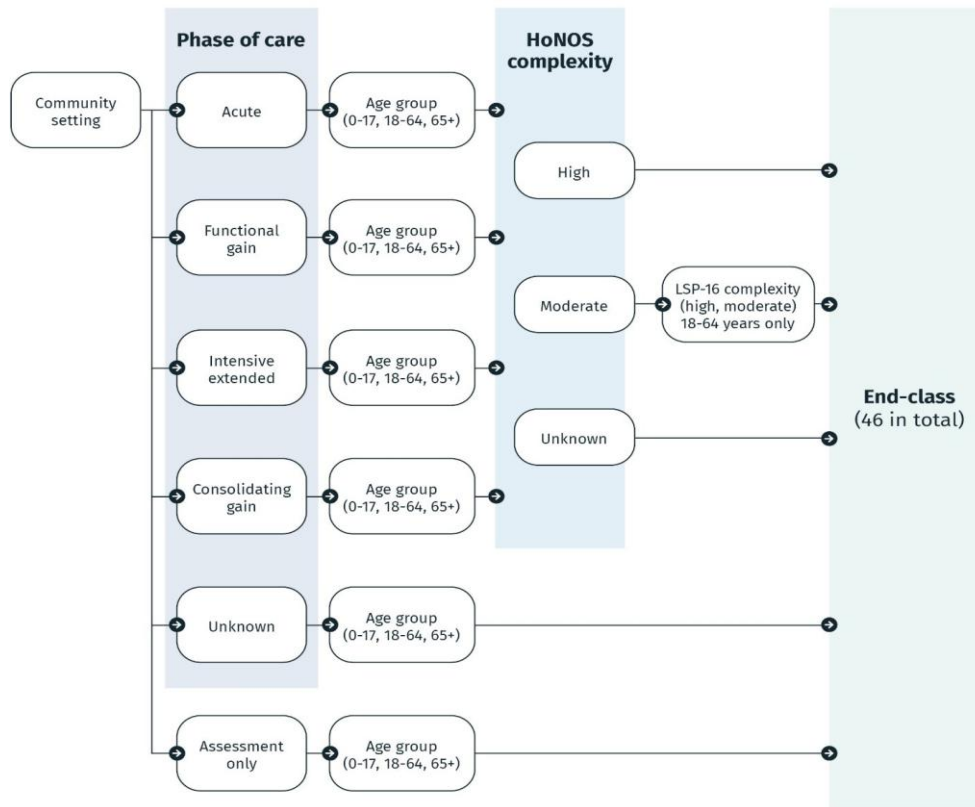 Phase of care
HoNOS
complexity
Community
setting
Acute
Age group
(0-17, 18-64, 65+)
High
Functional
gain
Age group
(0-17, 18-64, 65+)
Moderate
LSP-16 complexity
(high, moderate)
18-64 years only
Intensive
extended
Age group
(0-17, 18-64, 65+)
End-class
(46 in total)
Unknown
Consolidating
gain
Age group
(0-17, 18-64, 65+)
Unknown
Age group
(0-17, 18-64, 65+)
Assessment
only
Age group
(0-17, 18-64, 65+)